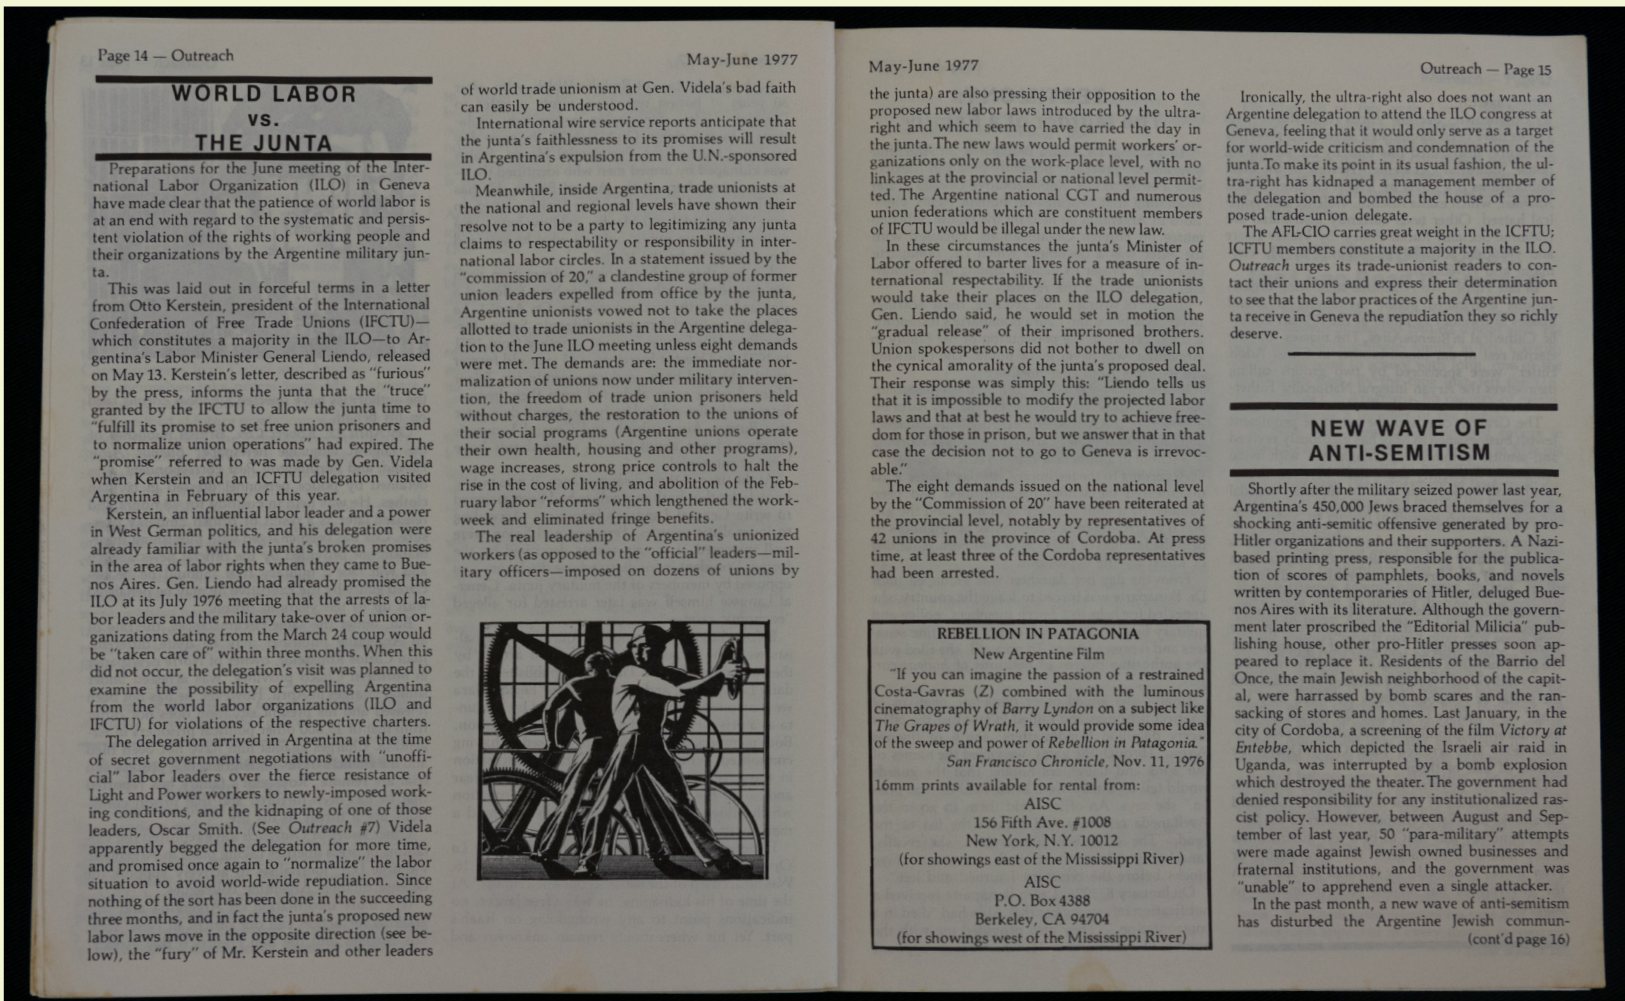 Page 14 — Outreach
May-June 1977
WORLD LABOR
vs.
THE JUNTA
Preparations for the June meeting of the Inter-
national Labor Organization (ILO) in Geneva
have made clear that the patience of world labor is
at an end with regard to the systematic and persis-
tent violation of the rights of working people and
their organizations by the Argentine military jun-
ta.
This was laid out in forceful terms in a letter
from Otto Kerstein, president of the International
Confederation of Free Trade Unions (IFCTU)—
which constitutes a majority in the ILO—to Ar-
gentina's Labor Minister General Liendo, released
on May 13. Kerstein's letter, described as "furious"
by the press, informs the junta that the "truce"
granted by the IFCTU to allow the junta time to
"fulfill its promise to set free union prisoners and
to normalize union operations" had expired. The
"promise" referred to was made by Gen. Videla
when Kerstein and an ICFTU delegation visited
Argentina in February of this year.
Kerstein, an influential labor leader and a power
in West German politics, and his delegation were
already familiar with the junta's broken promises
in the area of labor rights when they came to Bue-
nos Aires. Gen. Liendo had already promised the
ILO at its July 1976 meeting that the arrests of la-
bor leaders and the military take-over of union or-
ganizations dating from the March 24 coup would
be "taken care of" within three months. When this
did not occur, the delegation's visit was planned to
examine the possibility of expelling Argentina
from the world labor organizations (ILO and
IFCTU) for violations of the respective charters.
The delegation arrived in Argentina at the time
of secret government negotiations with "unoffi-
cial" labor leaders over the fierce resistance of
Light and Power workers to newly-imposed work-
ing conditions, and the kidnaping of one of those
leaders, Oscar Smith. (See Outreach #7) Videla
apparently begged the delegation for more time,
and promised once again to "normalize" the labor
situation to avoid world-wide repudiation. Since
nothing of the sort has been done in the succeeding
three months, and in fact the junta's proposed new
labor laws move in the opposite direction (see be-
low), the "fury" of Mr. Kerstein and other leaders
of world trade unionism at Gen. Videla's bad faith
can easily be understood.
International wire service reports anticipate that
the junta's faithlessness to its promises will result
in Argentina's expulsion from the U.N.-sponsored
ILO.
Meanwhile, inside Argentina, trade unionists at
the national and regional levels have shown their
resolve not to be a party to legitimizing any junta
claims to respectability or responsibility in inter-
national labor circles. In a statement issued by the
"commission of 20," a clandestine group of former
union leaders expelled from office by the junta,
Argentine unionists vowed not to take the places
allotted to trade unionists in the Argentine delega-
tion to the June ILO meeting unless eight demands
were met. The demands are: the immediate nor-
malization of unions now under military interven-
tion, the freedom of trade union prisoners held
without charges, the restoration to the unions of
their social programs (Argentine unions operate
their own health, housing and other programs),
wage increases, strong price controls to halt the
rise in the cost of living, and abolition of the Feb-
ruary labor "reforms" which lengthened the work-
week and eliminated fringe benefits.
The real leadership of Argentina's unionized
workers (as opposed to the "official" leaders—mil-
itary officers—imposed on dozens of unions by
May-June 1977
Outreach — Page 15
the junta) are also pressing their opposition to the
proposed new labor laws introduced by the ultra-
right and which seem to have carried the day in
the junta. The new laws would permit workers' or-
ganizations only on the work-place level, with no
linkages at the provincial or national level permit-
ted. The Argentine national CGT and numerous
union federations which are constituent members
of IFCTU would be illegal under the new law.
In these circumstances the junta's Minister of
Labor offered to barter lives for a measure of in-
ternational respectability. If the trade unionists
would take their places on the ILO delegation,
Gen. Liendo said, he would set in motion the
"gradual release" of their imprisoned brothers.
Union spokespersons did not bother to dwell on
the cynical amorality of the junta's proposed deal.
Their response was simply this: "Liendo tells us
that it is impossible to modify the projected labor
laws and that at best he would try to achieve free-
dom for those in prison, but we answer that in that
case the decision not to go to Geneva is irrevoc-
able."
The eight demands issued on the national level
by the "Commission of 20" have been reiterated at
the provincial level, notably by representatives of
42 unions in the province of Cordoba. At press
time, at least three of the Cordoba representatives
had been arrested.
REBELLION IN PATAGONIA
New Argentine Film
"If you can imagine the passion of a restrained
Costa-Gavras (Z) combined with the luminous
cinematography of Barry Lyndon on a subject like
The Grapes of Wrath, it would provide some idea
of the sweep and power of Rebellion in Patagonia."
San Francisco Chronicle, Nov. 11, 1976
16mm prints available for rental from:
AISC
156 Fifth Ave. #1008
New York, N.Y. 10012
(for showings east of the Mississippi River)
AISC
P.O. Box 4388
Berkeley, CA 94704
(for showings west of the Mississippi River)
Ironically, the ultra-right also does not want an
Argentine delegation to attend the ILO congress at
Geneva, feeling that it would only serve as a target
for world-wide criticism and condemnation of the
junta. To make its point in its usual fashion, the ul-
tra-right has kidnaped a management member of
the delegation and bombed the house of a pro-
posed trade-union delegate.
The AFL-CIO carries great weight in the ICFTU;
ICFTU members constitute a majority in the ILO.
Outreach urges its trade-unionist readers to con-
tact their unions and express their determination
to see that the labor practices of the Argentine jun-
ta receive in Geneva the repudiation they so richly
deserve.
NEW WAVE OF
ANTI-SEMITISM
Shortly after the military seized power last year,
Argentina's 450,000 Jews braced themselves for a
shocking anti-semitic offensive generated by pro-
Hitler organizations and their supporters. A Nazi-
based printing press, responsible for the publica-
tion of scores of pamphlets, books, and novels
written by contemporaries of Hitler, deluged Bue-
nos Aires with its literature. Although the govern-
ment later proscribed the "Editorial Milicia" pub-
lishing house, other pro-Hitler presses soon ap-
peared to replace it. Residents of the Barrio del
Once, the main Jewish neighborhood of the capit-
al, were harrassed by bomb scares and the ran-
sacking of stores and homes. Last January, in the
city of Cordoba, a screening of the film Victory at
Entebbe, which depicted the Israeli air raid in
Uganda, was interrupted by a bomb explosion
which destroyed the theater. The government had
denied responsibility for any institutionalized ras-
cist policy. However, between August and Sep-
tember of last year, 50 "para-military" attempts
were made against Jewish owned businesses and
fraternal institutions, and the government was
"unable" to apprehend even a single attacker.
In the past month, a new wave of anti-semitism
has disturbed the Argentine Jewish commun-
(cont'd page 16)